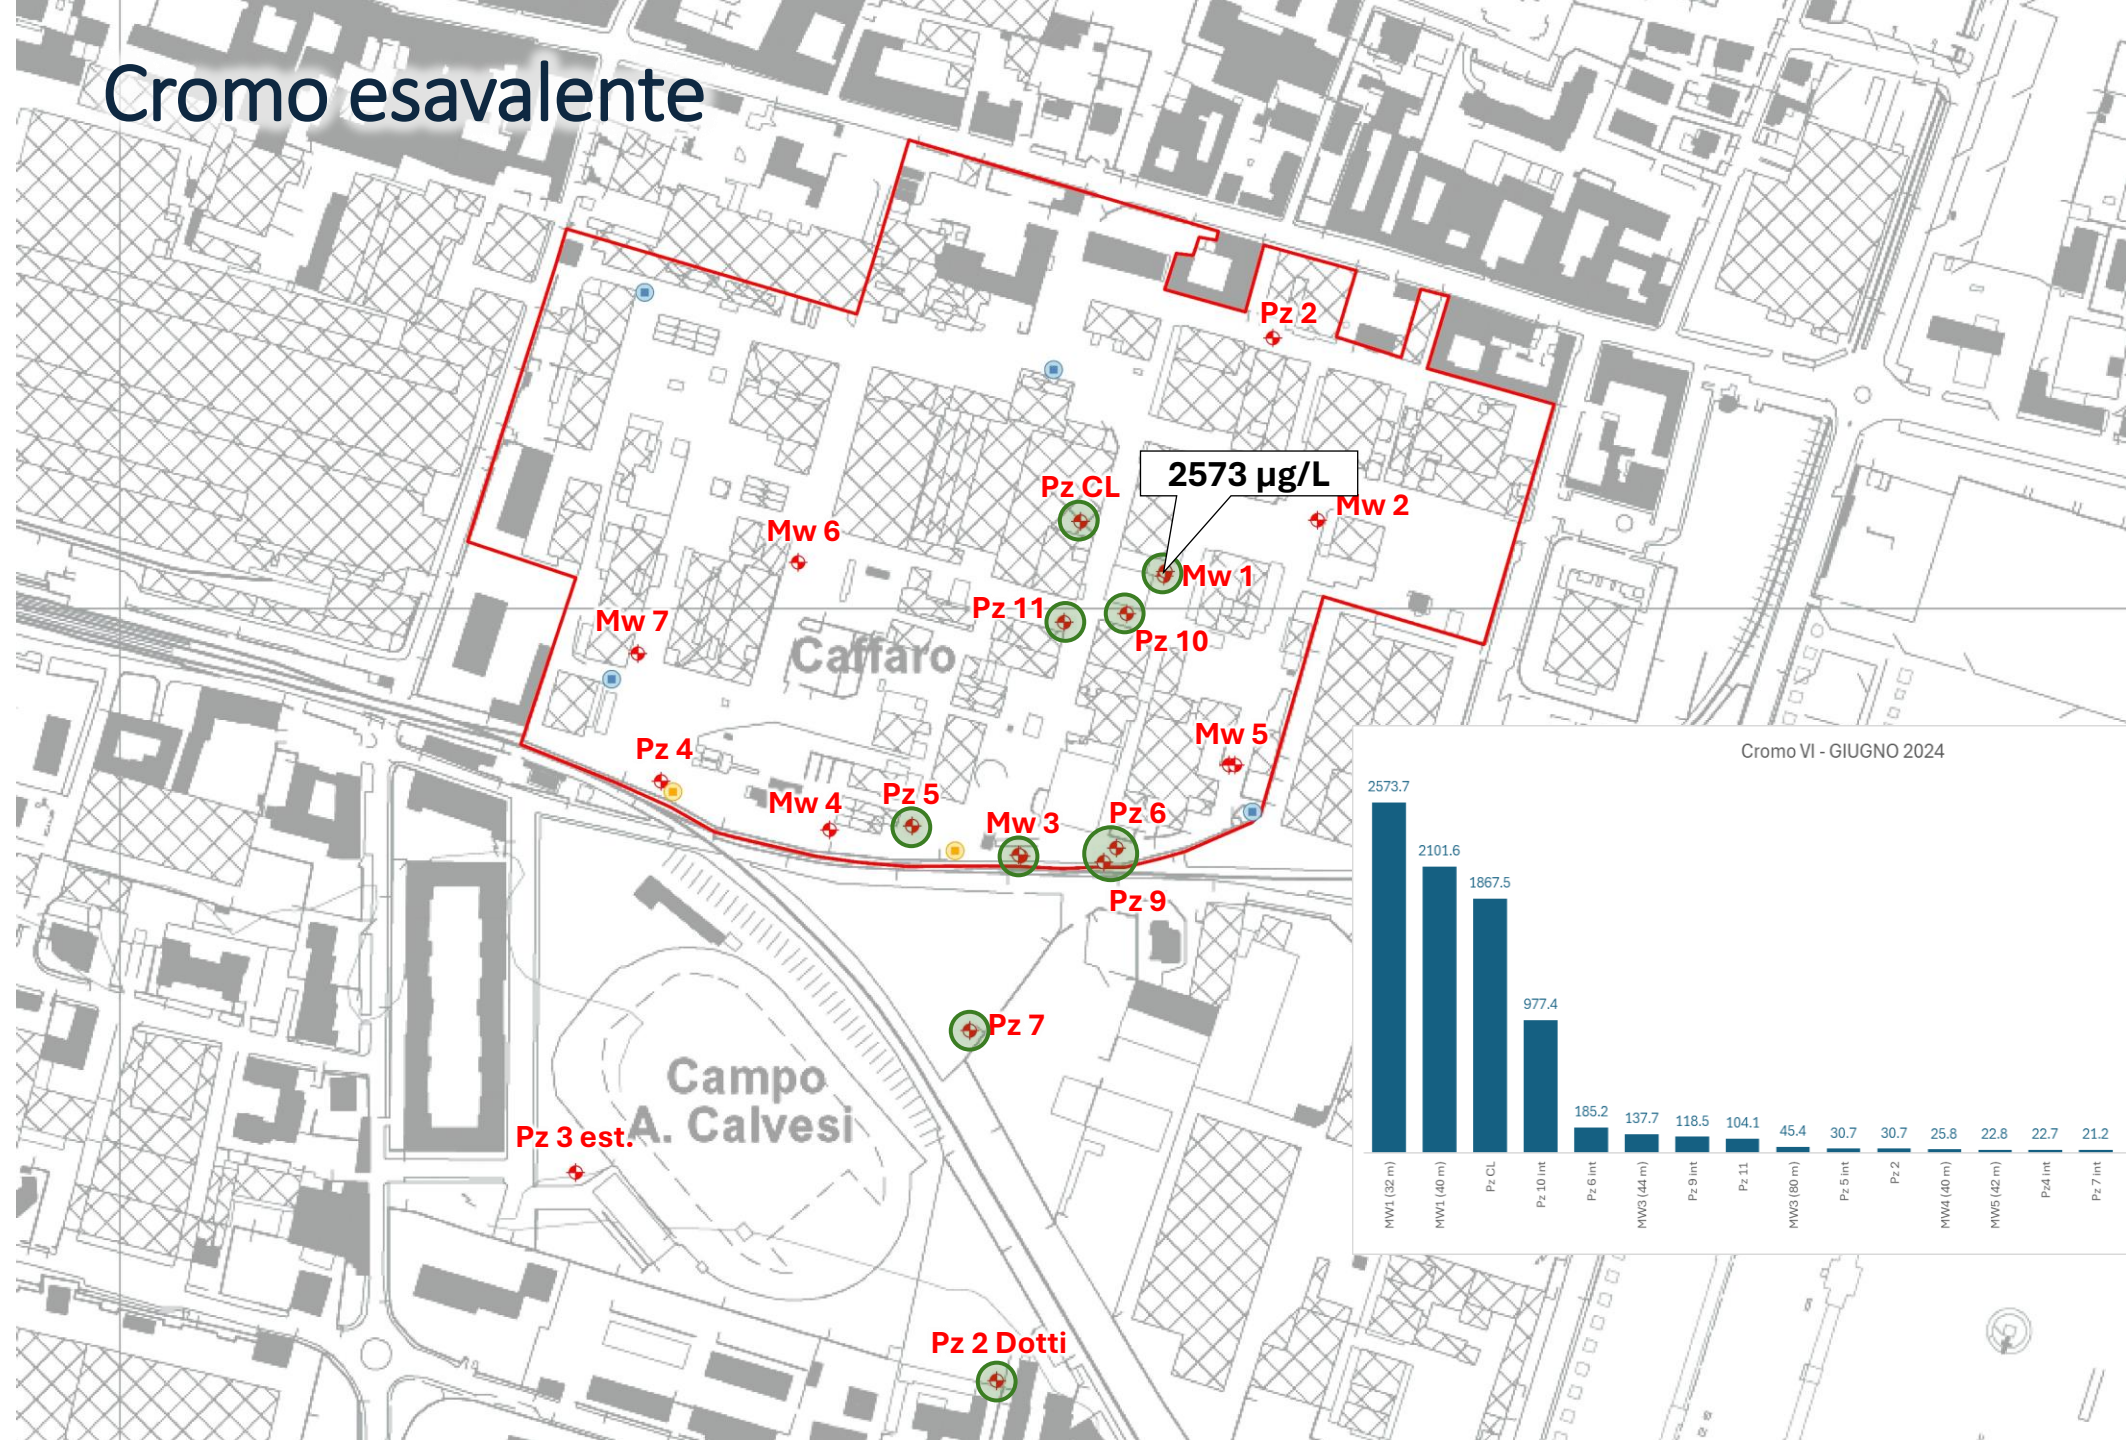 Cromo esavalente
Pz 2
2573 µg/L
Pz CL
Mw 2
Mw 6
Mw 1
Pz 11
Mw 7
Pz 10
Caffaro
Mw 5
Pz 4
Pz 5
Mw 4
Mw 3
Pz 6
Pz 9
Pz 7
Campo
A. Calvesi
Pz 3 est.
Pz 2 Dotti
Cromo VI - GIUGNO 2024
2573.7
2101.6
1867.5
977.4
185.2
137.7
118.5
104.1
45.4
30.7
30.7
25.8
22.8
22.7
21.2
MW1 (32 m)
MW1 (40 m)
Pz CL
Pz 10 int
Pz 6 int
MW3 (44 m)
Pz 9 int
Pz 11
MW3 (80 m)
Pz 5 int
Pz 2
MW4 (40 m)
MW5 (42 m)
Pz4 int
Pz 7 int